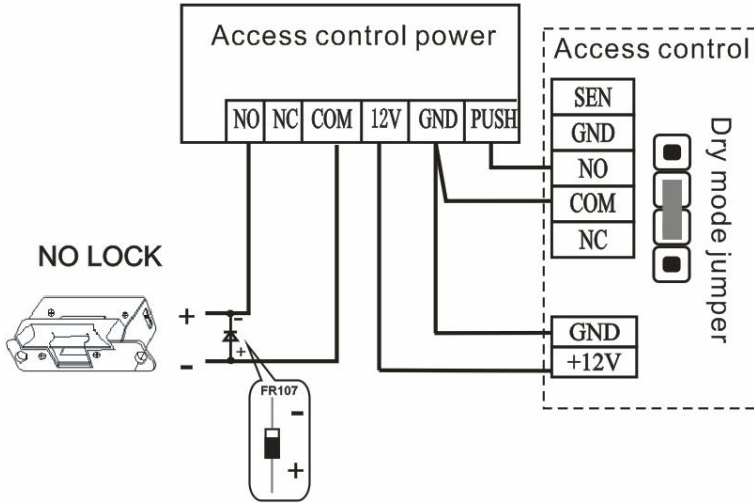 Access control power
NO NC COM 12V GND PUSH
Access control
SEN
GND
NO
COM
NC
Dry mode jumper
GND
+12V
NO LOCK
+
-
-
+
FR107
-
+